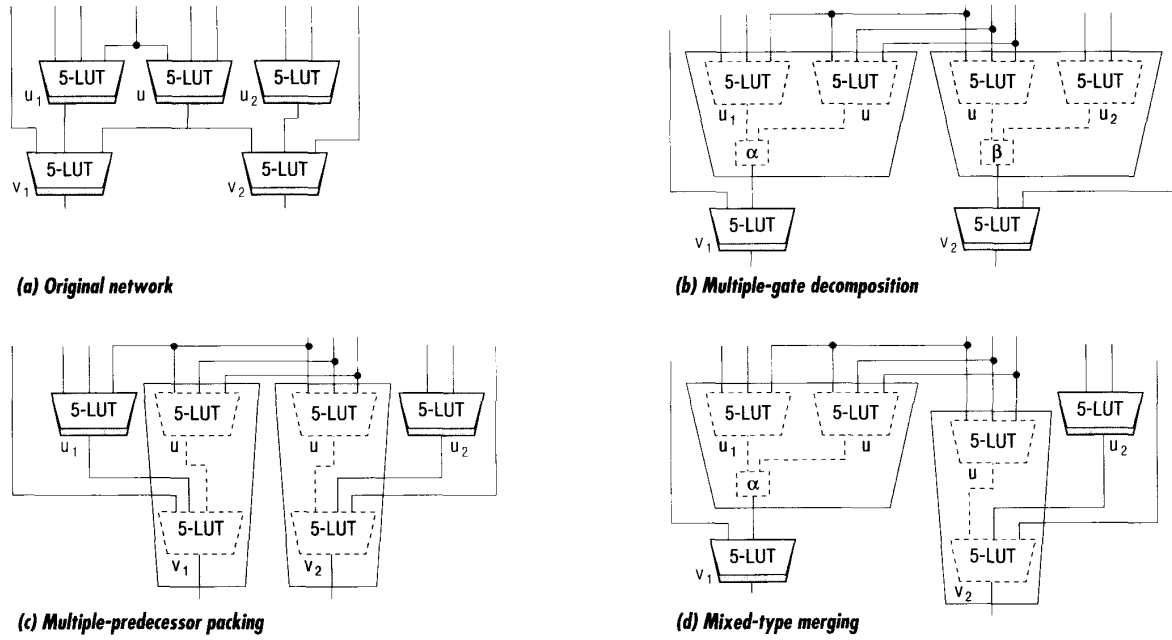 5-LUT 5-LUT 5-LUT
u1 u u2
5-LUT 5-LUT
v1 v2
(a) Original network
5-LUT 5-LUT 5-LUT 5-LUT
u1 u u u2
α β
5-LUT 5-LUT
v1 v2
(b) Multiple-gate decomposition
5-LUT 5-LUT 5-LUT 5-LUT
u1 u u u2
5-LUT 5-LUT
v1 v2
(c) Multiple-predecessor packing
5-LUT 5-LUT 5-LUT 5-LUT
u1 u u u2
α
5-LUT 5-LUT
v1 v2
(d) Mixed-type merging